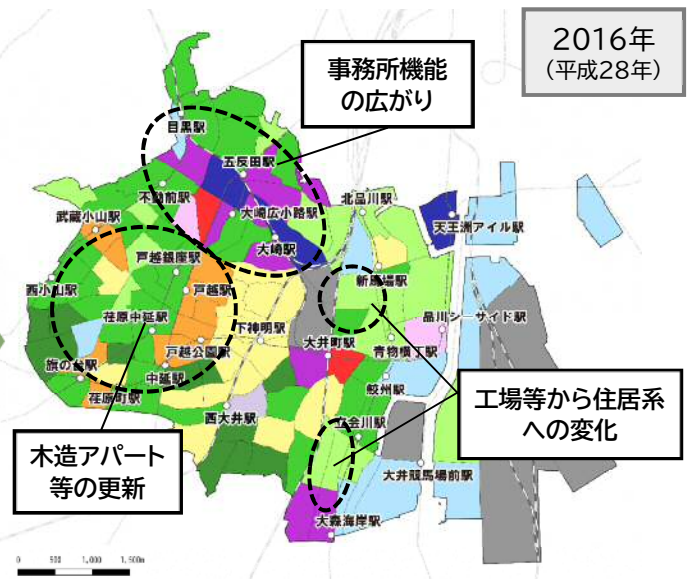 2016年
(平成28年)
事務所機能
の広がり
目黒駅
五反田駅
不動前駅
北品川駅
武蔵小山駅
大崎広小路駅
天王洲アイル駅
大崎駅
戸越銀座駅
新馬場駅
西小山駅
戸越駅
荏原中延駅
下神明駅
品川シーサイド駅
戸越公園駅
大井町駅
青物横丁駅
旗の台駅
中延駅
鮫洲駅
荏原町駅
西大井駅
立会川駅
工場等から住居系
への変化
木造アパート
等の更新
大井競馬場前駅
大森海岸駅
0 500 1,000 1,500m